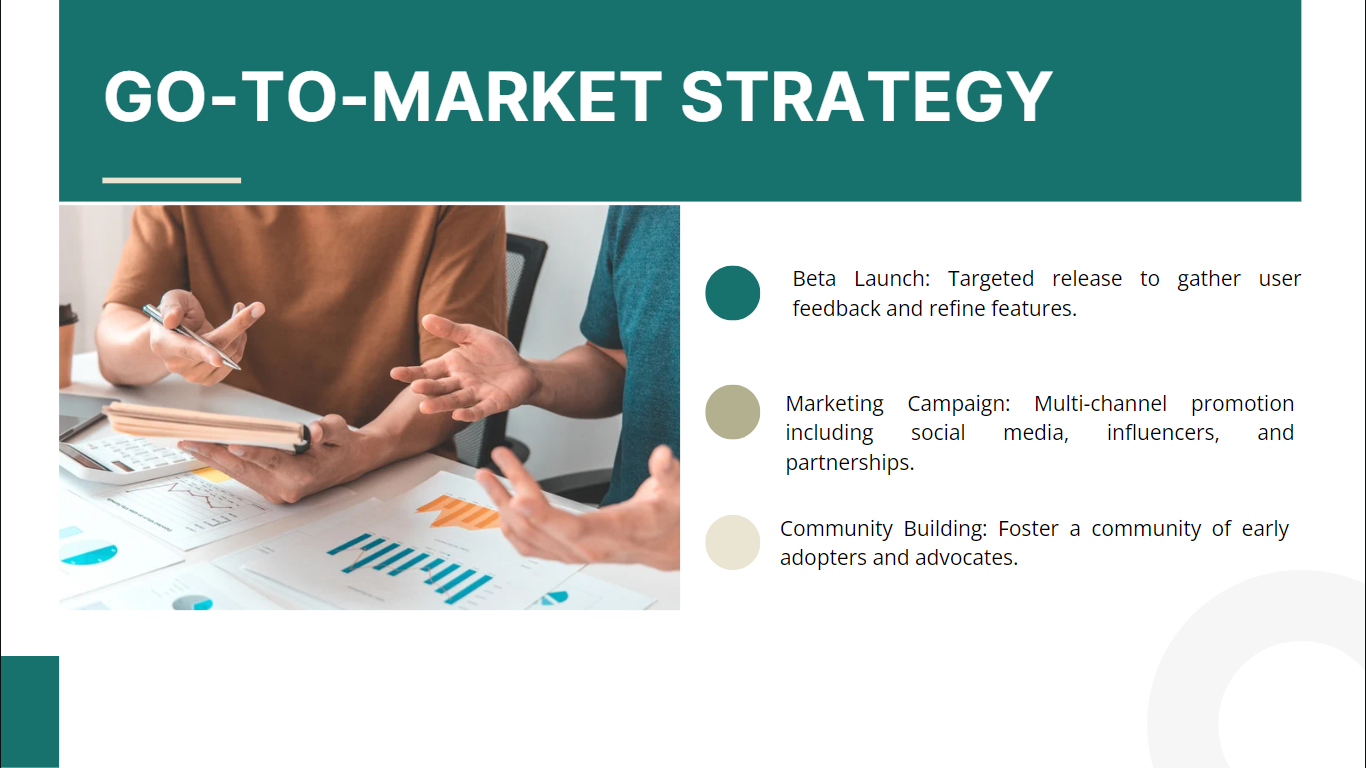 GO-TO-MARKET STRATEGY
Beta Launch: Targeted release to gather user
feedback and refine features.
Marketing Campaign: Multi-channel promotion
including social media, influencers, and
partnerships.
Community Building: Foster a community of early
adopters and advocates.